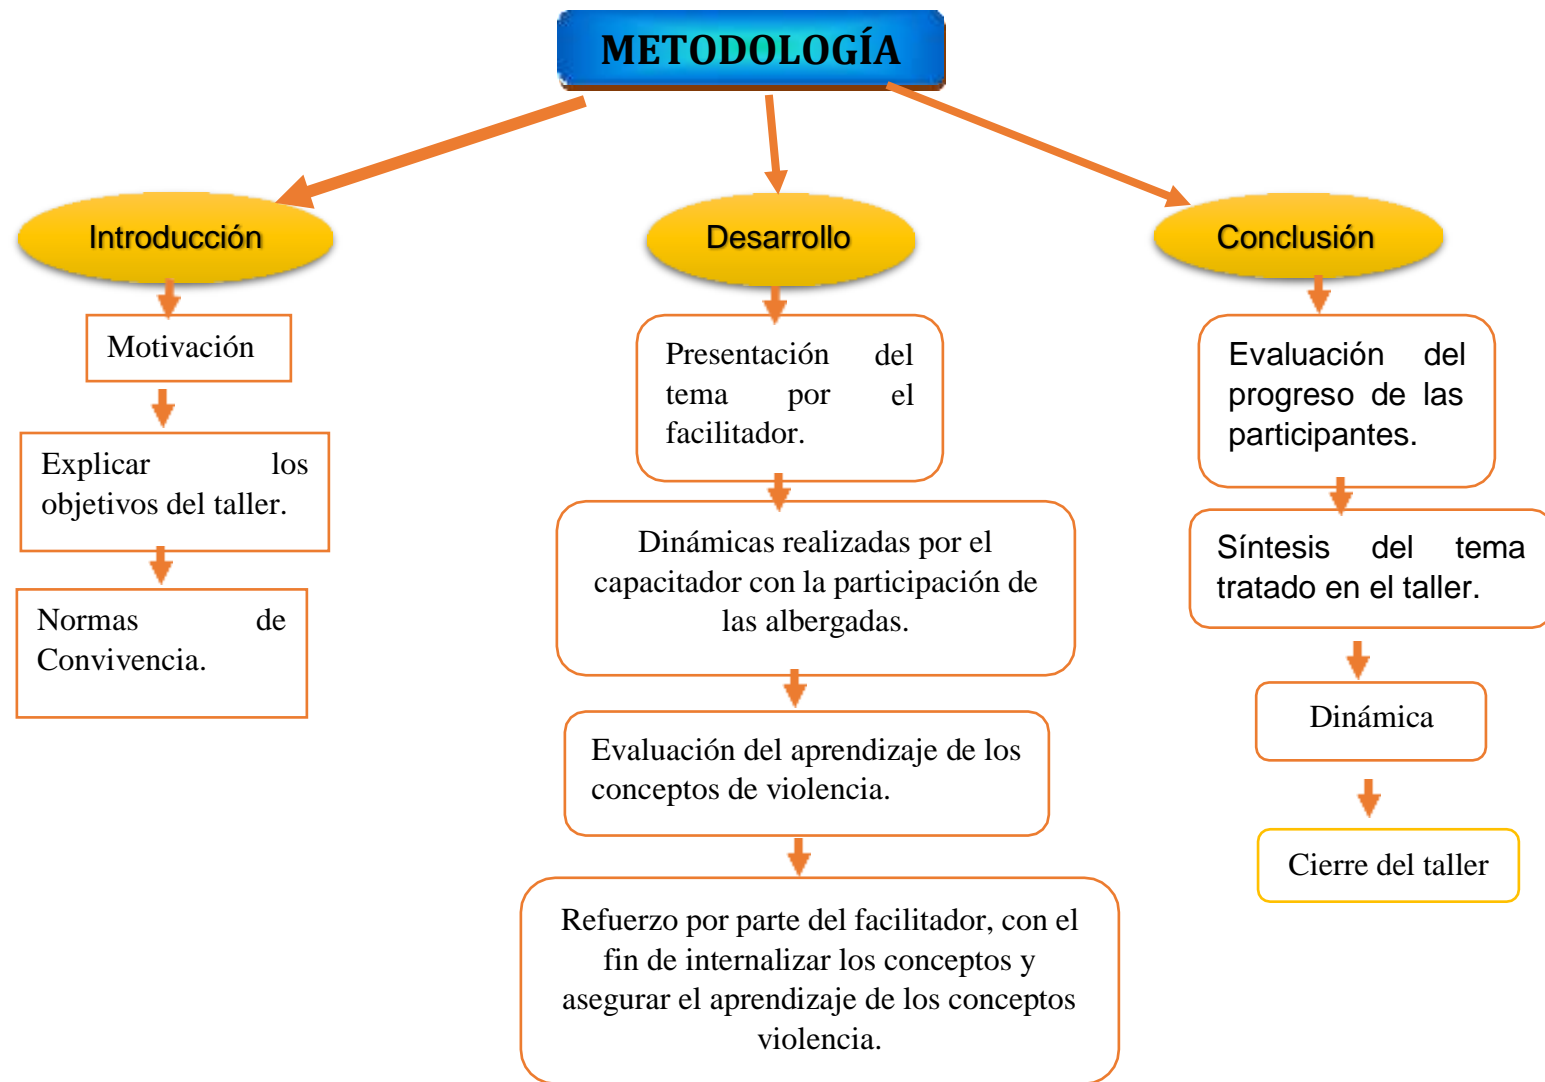 METODOLOGÍA
Introducción
Motivación
Explicar los
objetivos del taller.
Normas de
Convivencia.
Desarrollo
Presentación del
tema por el
facilitador.
Dinámicas realizadas por el
capacitador con la participación de
las albergadas.
Evaluación del aprendizaje de los
conceptos de violencia.
Refuerzo por parte del facilitador, con el
fin de internalizar los conceptos y
asegurar el aprendizaje de los conceptos
violencia.
Conclusión
Evaluación del
progreso de las
participantes.
Síntesis del tema
tratado en el taller.
Dinámica
Cierre del taller